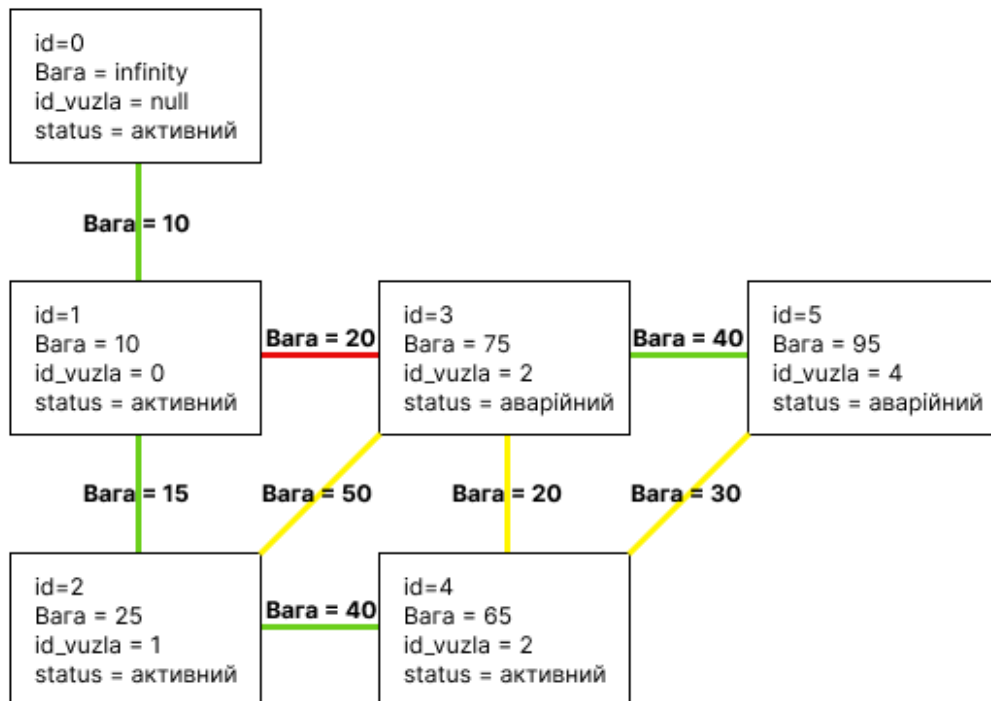 id=0
Вага = infinity
id_vuzla = null
status = активний
Вага = 10
id=1
Вага = 10
id_vuzla = 0
status = активний
Вага = 20
id=3
Вага = 75
id_vuzla = 2
status = аварійний
Вага = 40
id=5
Вага = 95
id_vuzla = 4
status = аварійний
Вага = 15
Вага = 50
Вага = 20
Вага = 30
id=2
Вага = 25
id_vuzla = 1
status = активний
Вага = 40
id=4
Вага = 65
id_vuzla = 2
status = активний